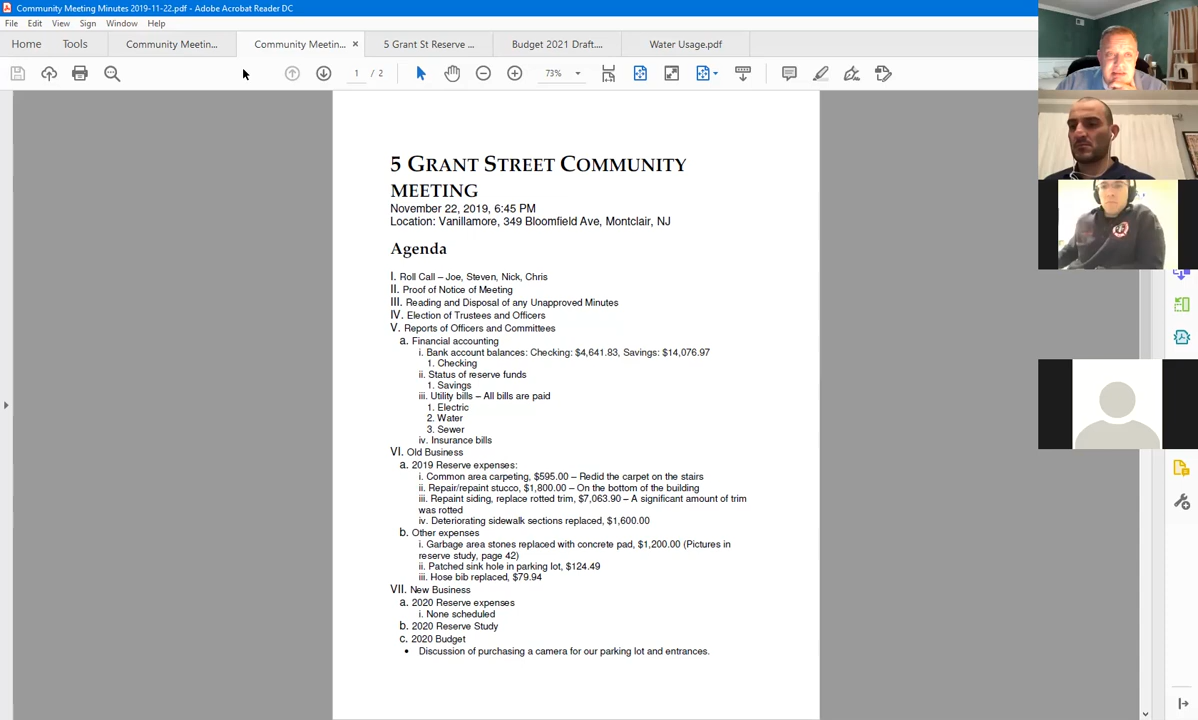 Community Meeting Minutes 2019-11-22.pdf - Adobe Acrobat Reader DC
File Edit View Sign Window Help
Home Tools Community Meetin... Community Meetin... × 5 Grant St Reserve ... Budget 2021 Draft.... Water Usage.pdf
1 / 2 73%
5 GRANT STREET COMMUNITY
MEETING
November 22, 2019, 6:45 PM
Location: Vanillamore, 349 Bloomfield Ave, Montclair, NJ
Agenda
I. Roll Call – Joe, Steven, Nick, Chris
II. Proof of Notice of Meeting
III. Reading and Disposal of any Unapproved Minutes
IV. Election of Trustees and Officers
V. Reports of Officers and Committees
a. Financial accounting
i. Bank account balances: Checking: $4,641.83, Savings: $14,076.97
1. Checking
ii. Status of reserve funds
1. Savings
iii. Utility bills – All bills are paid
1. Electric
2. Water
3. Sewer
iv. Insurance bills
VI. Old Business
a. 2019 Reserve expenses:
i. Common area carpeting, $595.00 – Redid the carpet on the stairs
ii. Repair/repaint stucco, $1,800.00 – On the bottom of the building
iii. Repaint siding, replace rotted trim, $7,063.90 – A significant amount of trim
was rotted
iv. Deteriorating sidewalk sections replaced, $1,600.00
b. Other expenses
i. Garbage area stones replaced with concrete pad, $1,200.00 (Pictures in
reserve study, page 42)
ii. Patched sink hole in parking lot, $124.49
iii. Hose bib replaced, $79.94
VII. New Business
a. 2020 Reserve expenses
i. None scheduled
b. 2020 Reserve Study
c. 2020 Budget
• Discussion of purchasing a camera for our parking lot and entrances.